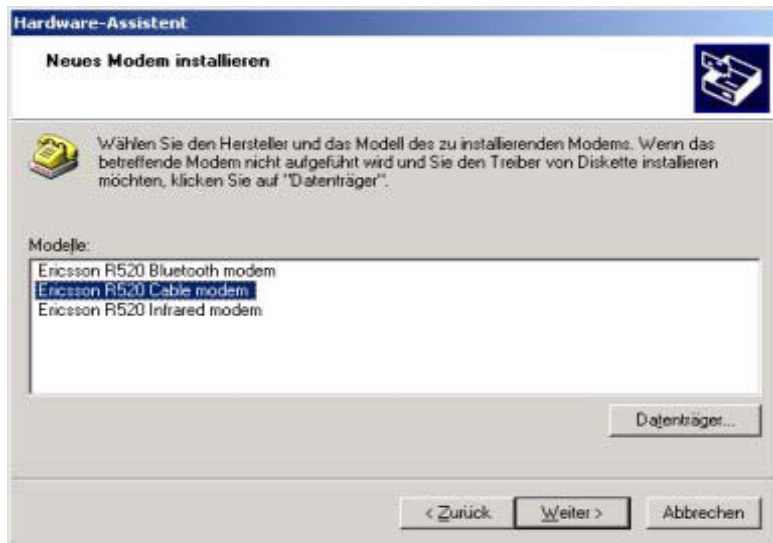 Hardware-Assistent
Neues Modem installieren
Wählen Sie den Hersteller und das Modell des zu installierenden Modems. Wenn das
betreffende Modem nicht aufgeführt wird und Sie den Treiber von Diskette installieren
möchten, klicken Sie auf "Datenträger".
Modelle:
Ericsson R520 Bluetooth modem
Ericsson R520 Cable modem
Ericsson R520 Infrared modem
Datenträger...
< Zurück
Weiter >
Abbrechen